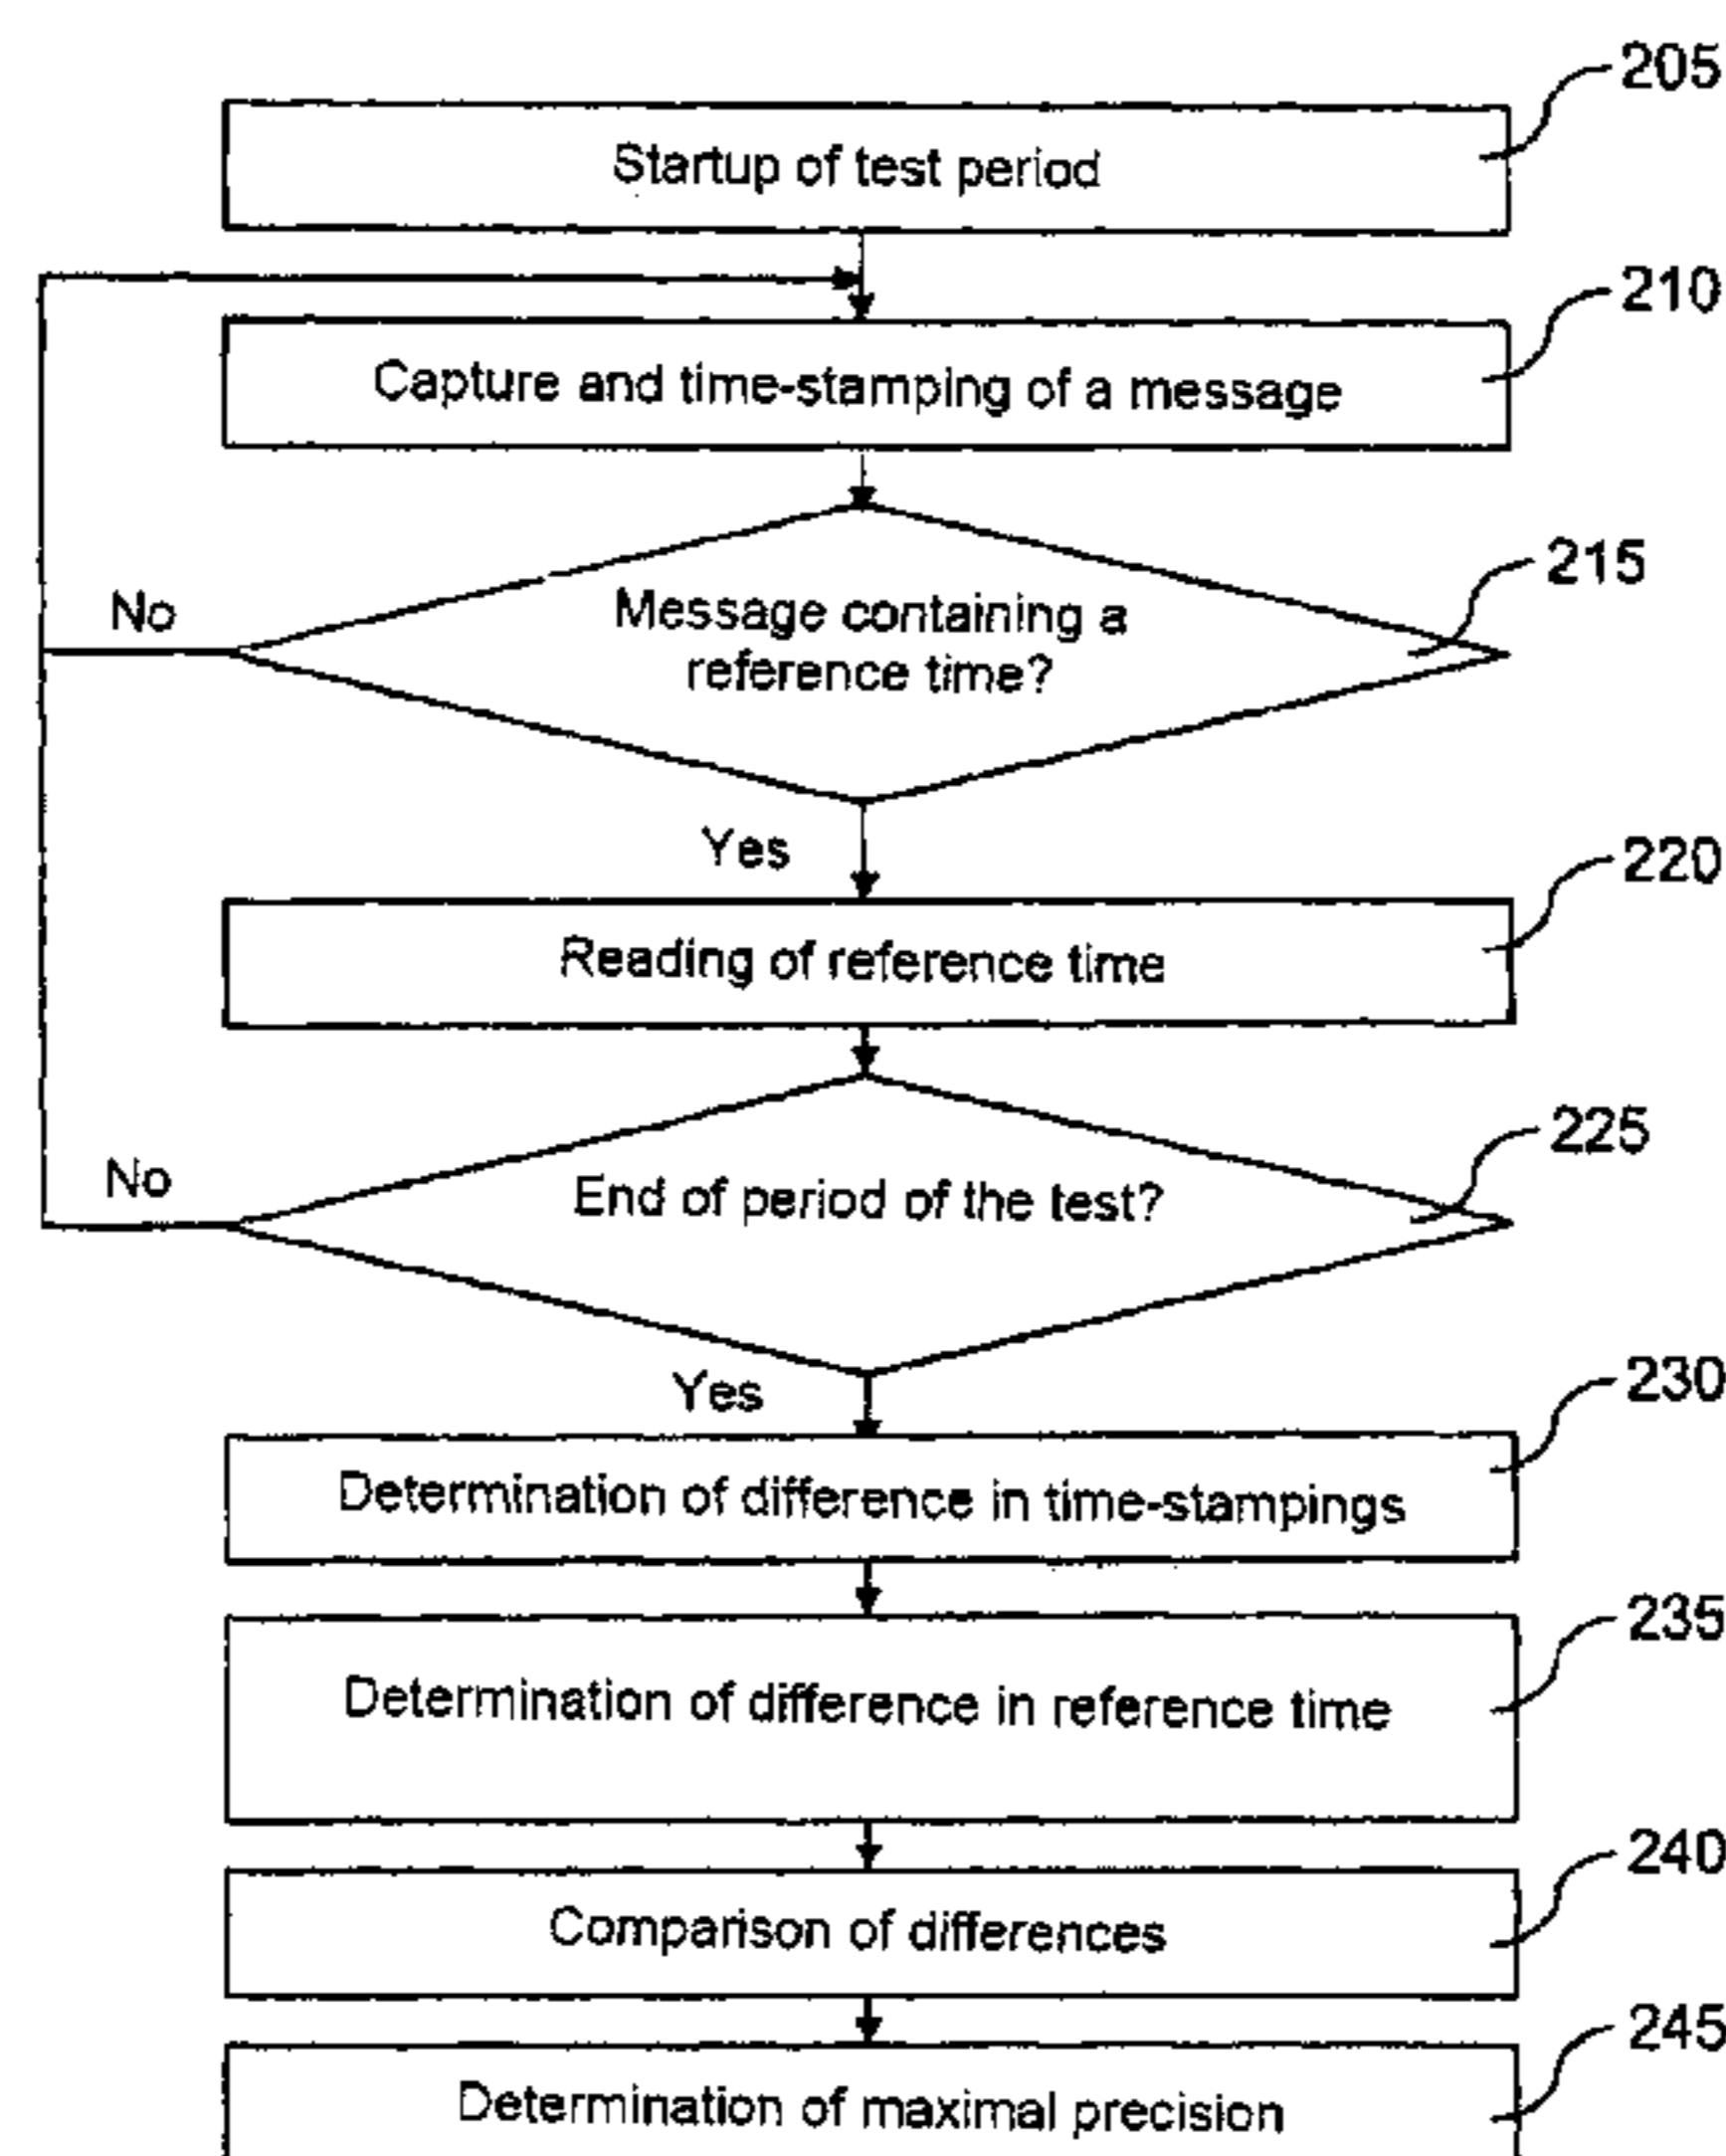 205
Startup of test period
210
Capture and time-stamping of a message
215
No
Message containing a
reference time?
Yes
220
Reading of reference time
225
No
End of period of the test?
Yes
230
Determination of difference in time-stampings
235
Determination of difference in reference time
240
Comparison of differences
245
Determination of maximal precision